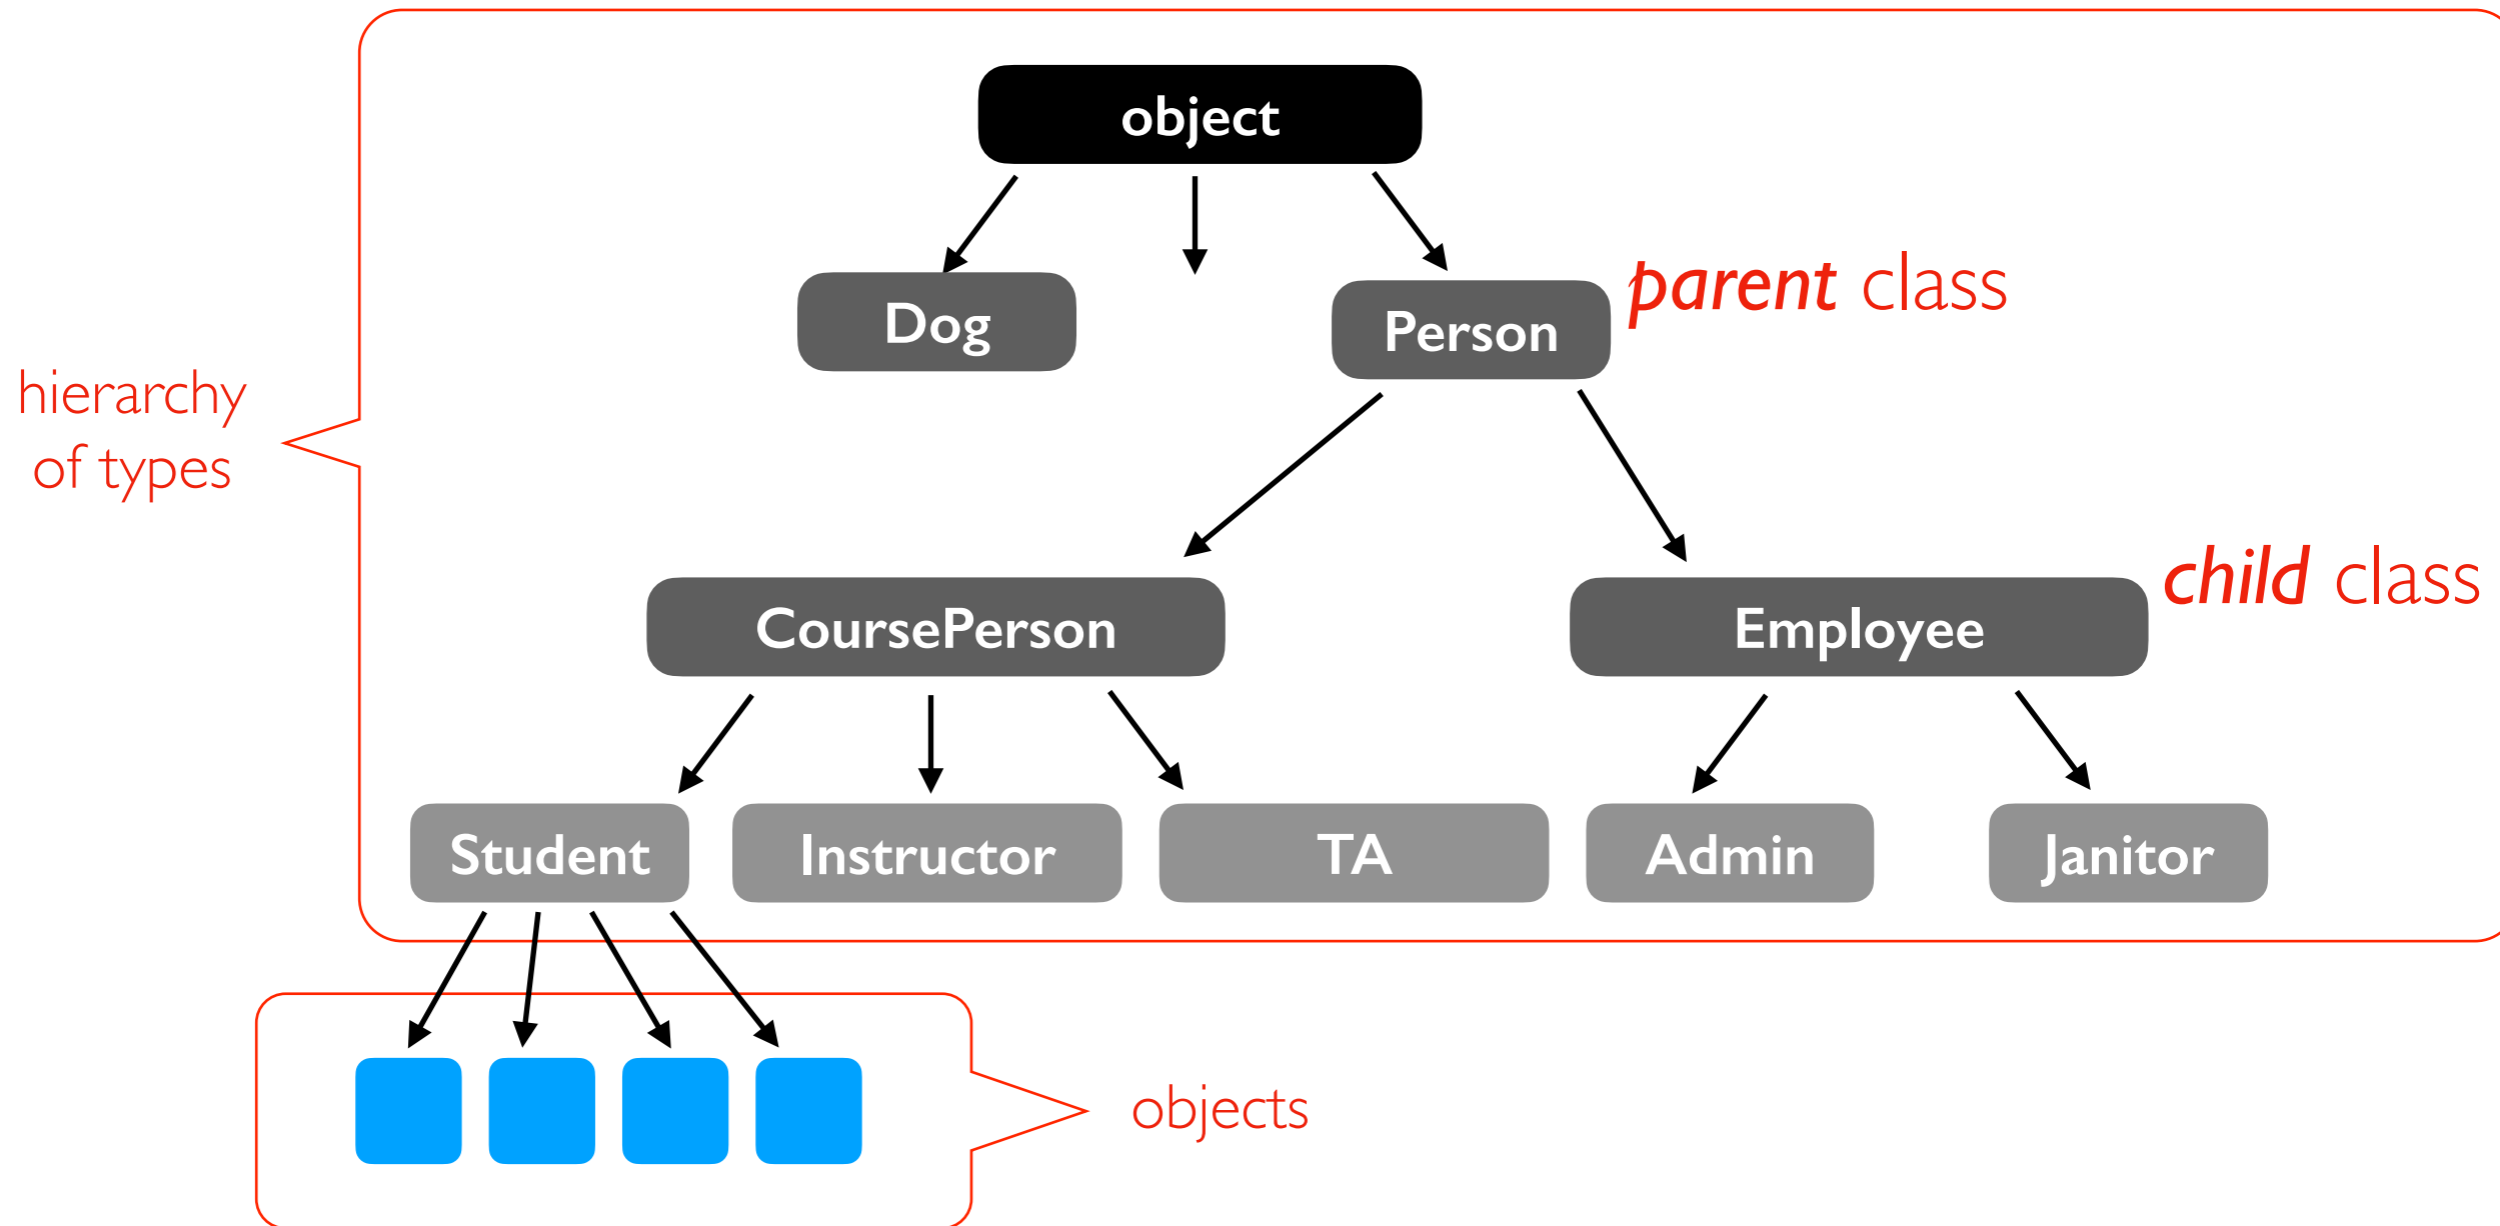 object
Dog
Person
parent class
hierarchy
of types
CoursePerson
Employee
child class
Student
Instructor
TA
Admin
Janitor
objects